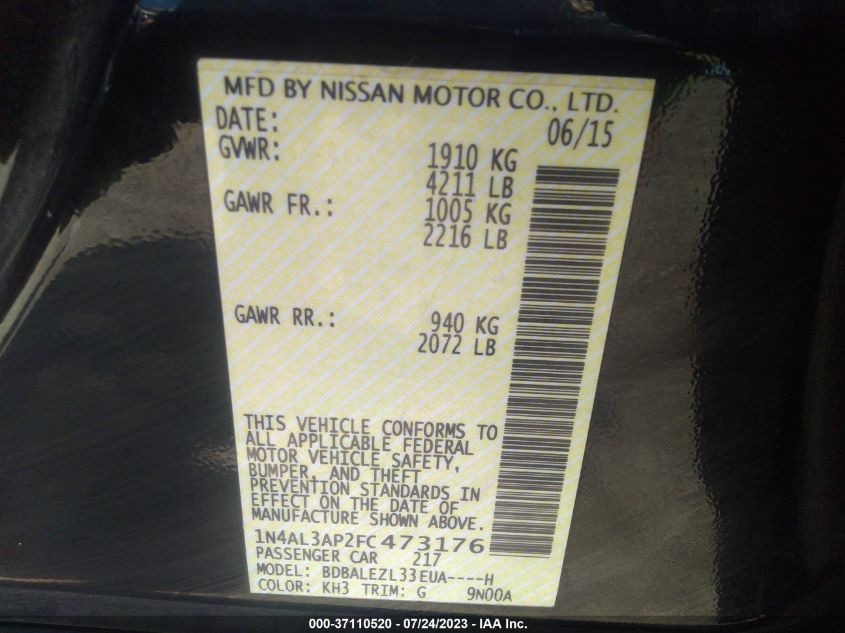 MFD BY NISSAN MOTOR CO., LTD.
DATE: 06/15
GVWR: 1910 KG
4211 LB
GAWR FR.: 1005 KG
2216 LB
GAWR RR.: 940 KG
2072 LB
THIS VEHICLE CONFORMS TO
ALL APPLICABLE FEDERAL
MOTOR VEHICLE SAFETY,
BUMPER, AND THEFT
PREVENTION STANDARDS IN
EFFECT ON THE DATE OF
MANUFACTURE SHOWN ABOVE.
1N4AL3AP2FC473176
PASSENGER CAR 217
MODEL: BDBALEZL33EUA----H
COLOR: KH3 TRIM: G 9N00A
000-37110520 - 07/24/2023 - IAA Inc.